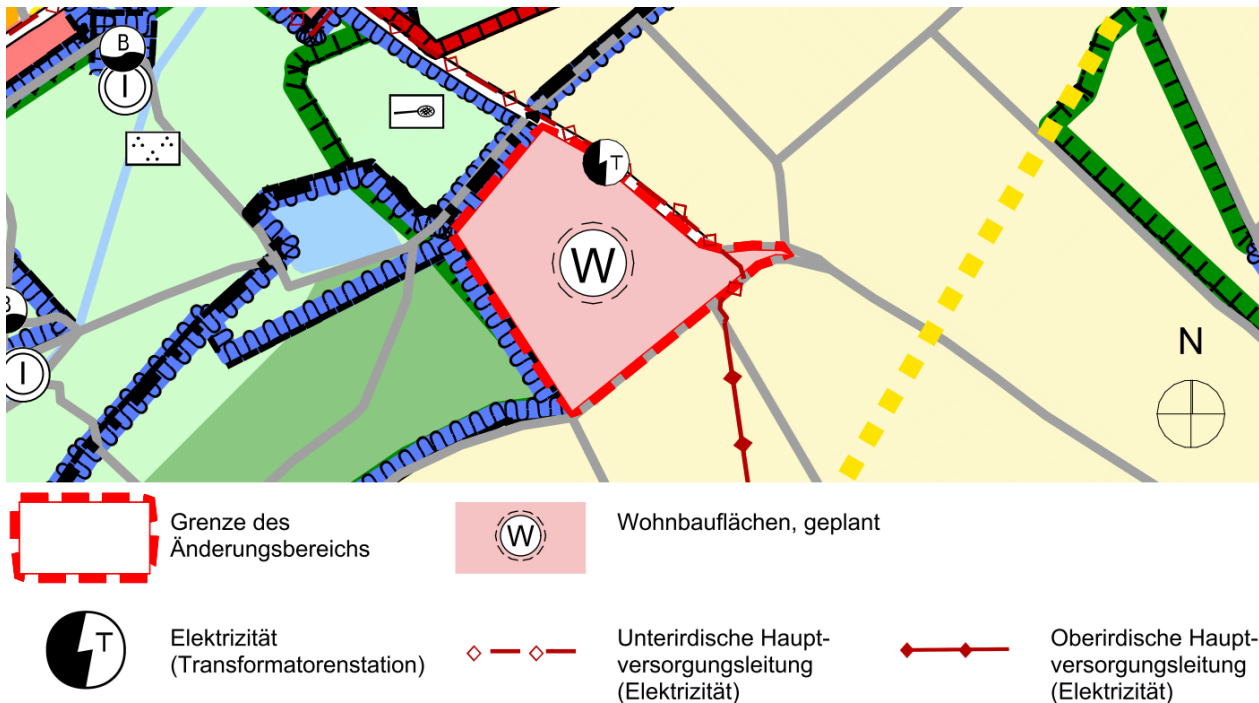 B
I
T
W
B
I
N
Grenze des
Änderungsbereichs
W
Wohnbauflächen, geplant
T
Elektrizität
(Transformatorenstation)
Unterirdische Haupt-
versorgungsleitung
(Elektrizität)
Oberirdische Haupt-
versorgungsleitung
(Elektrizität)